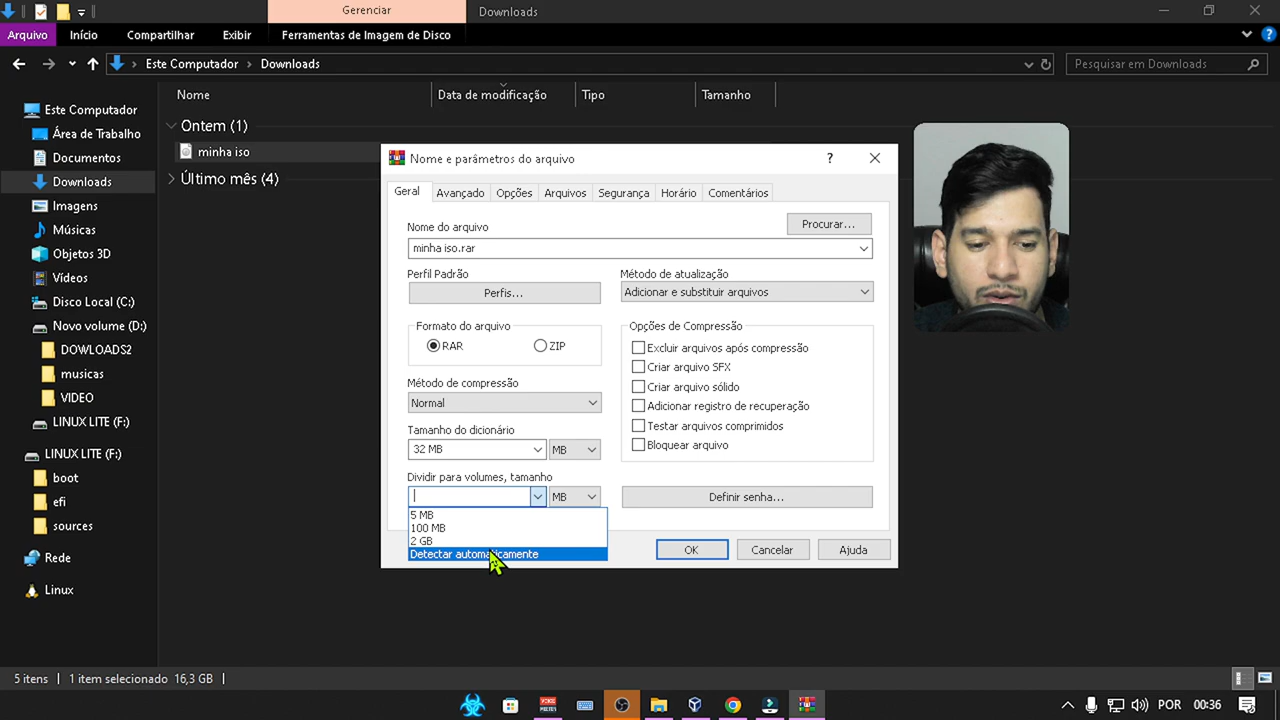 Gerenciar
Downloads
Arquivo
Início
Compartilhar
Exibir
Ferramentas de Imagem de Disco
Este Computador
Downloads
Pesquisar em Downloads
Nome
Data de modificação
Tipo
Tamanho
Este Computador
Área de Trabalho
Documentos
Downloads
Imagens
Músicas
Objetos 3D
Vídeos
Disco Local (C:)
Novo volume (D:)
DOWLOADS2
musicas
VIDEO
LINUX LITE (F:)
LINUX LITE (F:)
boot
efi
sources
Rede
Linux
Ontem (1)
minha iso
Último mês (4)
Nome e parâmetros do arquivo
?
Geral
Avançado
Opções
Arquivos
Segurança
Horário
Comentários
Nome do arquivo
Procurar...
minha iso.rar
Perfil Padrão
Perfis...
Método de atualização
Adicionar e substituir arquivos
Formato do arquivo
RAR
ZIP
Método de compressão
Normal
Tamanho do dicionário
32 MB
MB
Dividir para volumes, tamanho
MB
5 MB
100 MB
2 GB
Detectar automaticamente
Opções de Compressão
Excluir arquivos após compressão
Criar arquivo SFX
Criar arquivo sólido
Adicionar registro de recuperação
Testar arquivos comprimidos
Bloquear arquivo
Definir senha...
OK
Cancelar
Ajuda
5 itens
1 item selecionado 16,3 GB
POR
00:36